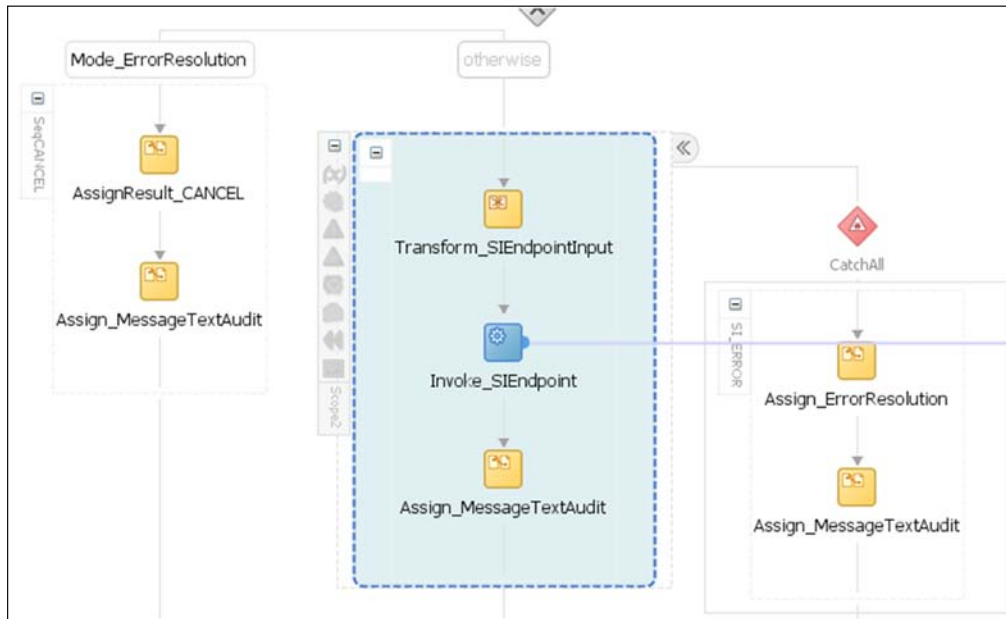 Mode_ErrorResolution
otherwise
SeqCANCEL
AssignResult_CANCEL
Assign_MessageTextAudit
Scope2
Transform_SIEndpointInput
Invoke_SIEndpoint
Assign_MessageTextAudit
CatchAll
SI_ERROR
Assign_ErrorResolution
Assign_MessageTextAudit